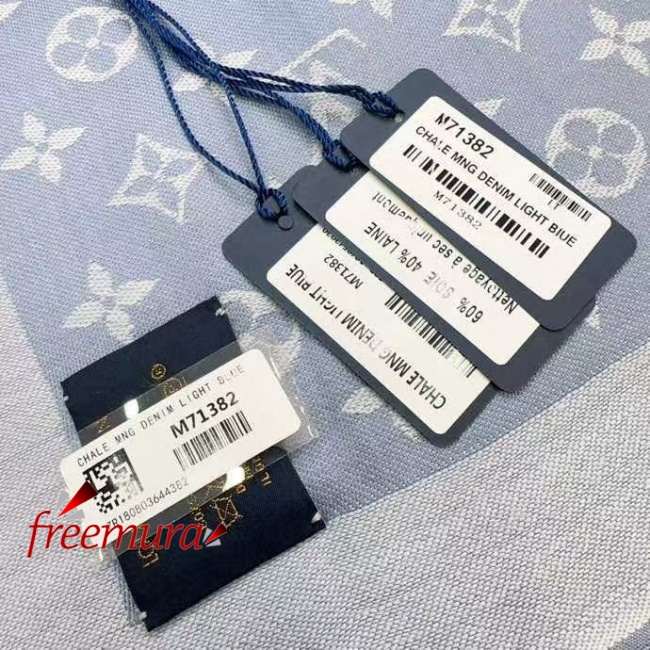 M71382
CHALE MNG DENIM LIGHT BlUE
M71382
Nettoyage à sec
60% SOIE 40% LAINE
M71382
CHALE MNG DENIM LIGHT BlUE
CHALE MNG DENIM LIGHT BLUE
M71382
freemura